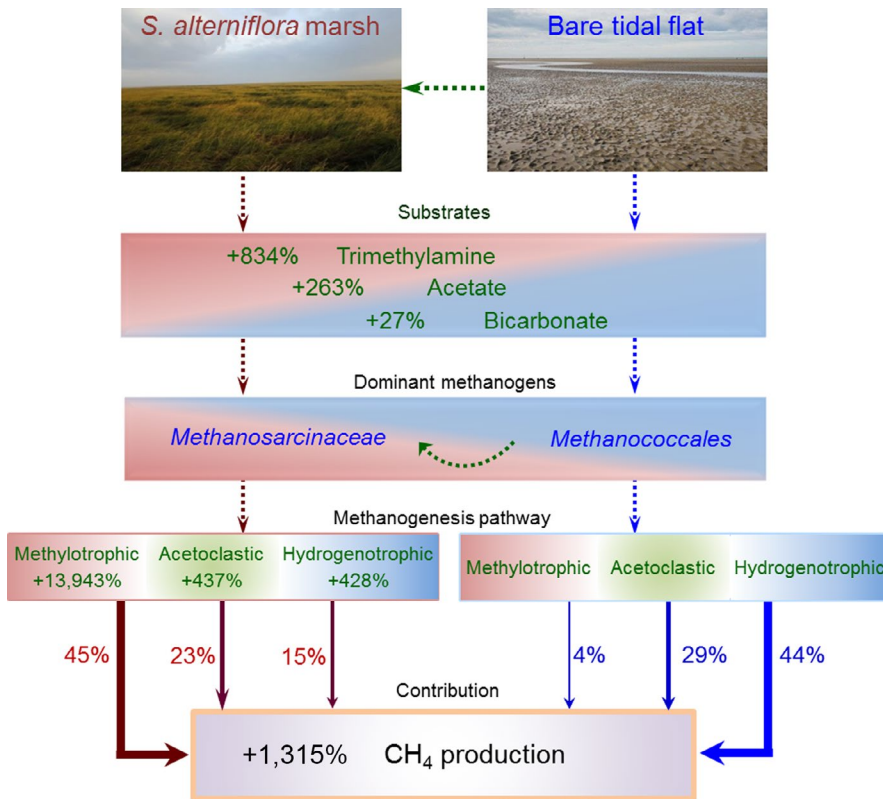 S. alterniflora marsh
Bare tidal flat
Substrates
+834% Trimethylamine
+263% Acetate
+27% Bicarbonate
Dominant methanogens
Methanosarcinaceae
Methanococcales
Methanogenesis pathway
Methylotrophic Acetoclastic Hydrogenotrophic
+13,943% +437% +428%
Methylotrophic Acetoclastic Hydrogenotrophic
45% 23% 15%
4% 29% 44%
Contribution
+1,315% CH₄ production